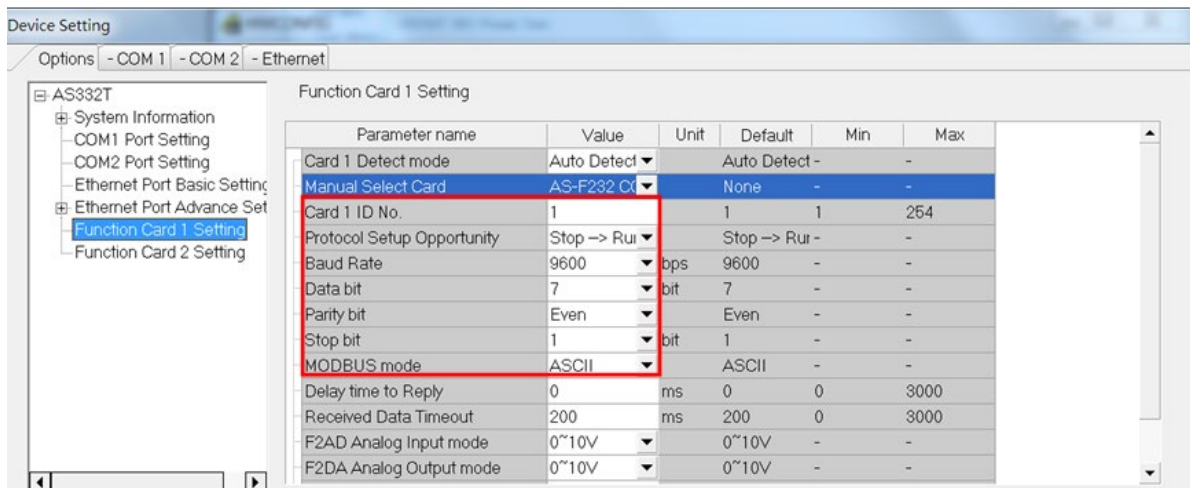 Device Setting
Options - COM 1 - COM 2 - Ethernet
AS332T
System Information
COM1 Port Setting
COM2 Port Setting
Ethernet Port Basic Setting
Ethernet Port Advance Set
Function Card 1 Setting
Function Card 2 Setting
Function Card 1 Setting
Parameter name Value Unit Default Min Max
Card 1 Detect mode Auto Detect Auto Detect - -
Manual Select Card AS-F232 CO None - -
Card 1 ID No. 1 1 1 254
Protocol Setup Opportunity Stop -> Rur Stop -> Rur - -
Baud Rate 9600 bps 9600 - -
Data bit 7 bit 7 - -
Parity bit Even Even - -
Stop bit 1 bit 1 - -
MODBUS mode ASCII ASCII - -
Delay time to Reply 0 ms 0 0 3000
Received Data Timeout 200 ms 200 0 3000
F2AD Analog Input mode 0~10V 0~10V - -
F2DA Analog Output mode 0~10V 0~10V - -